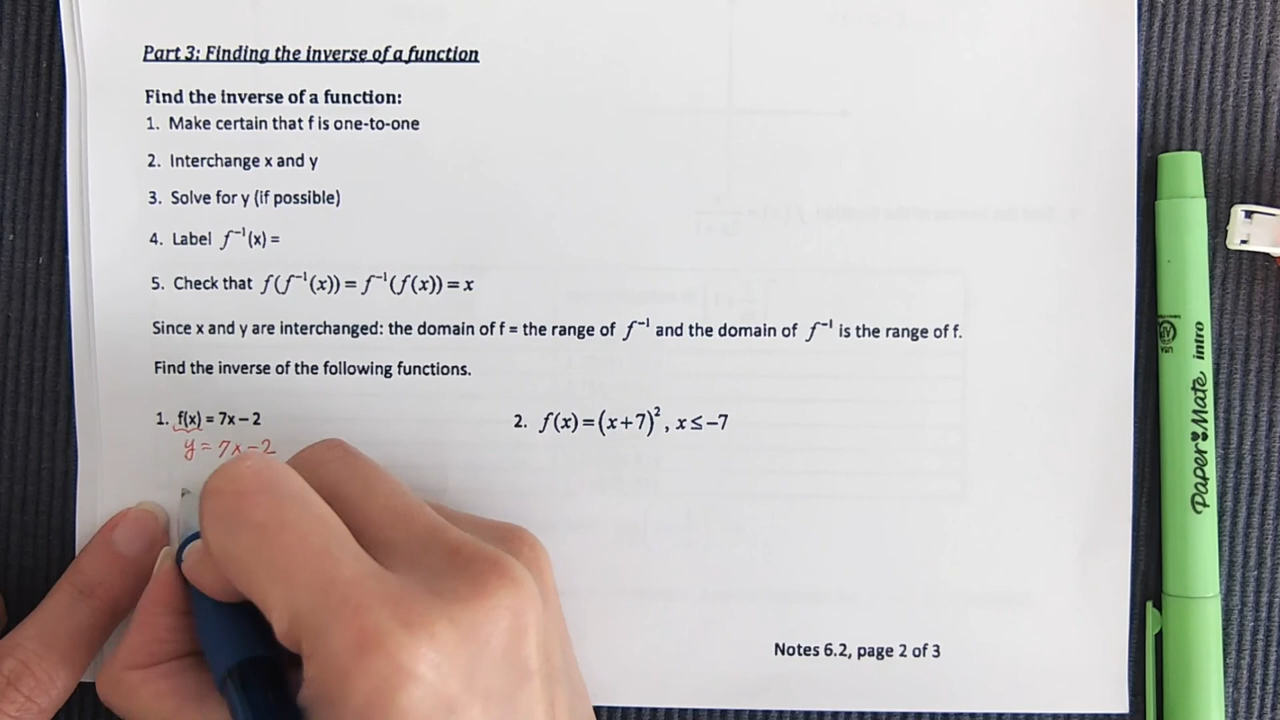 Part 3: Finding the inverse of a function
Find the inverse of a function:
1. Make certain that f is one-to-one
2. Interchange x and y
3. Solve for y (if possible)
4. Label f⁻¹(x) =
5. Check that f(f⁻¹(x)) = f⁻¹(f(x)) = x
Since x and y are interchanged: the domain of f = the range of f⁻¹ and the domain of f⁻¹ is the range of f.
Find the inverse of the following functions.
1. f(x) = 7x – 2
y = 7x – 2
2. f(x) = (x+7)², x ≤ –7
Notes 6.2, page 2 of 3
Paper Mate intro